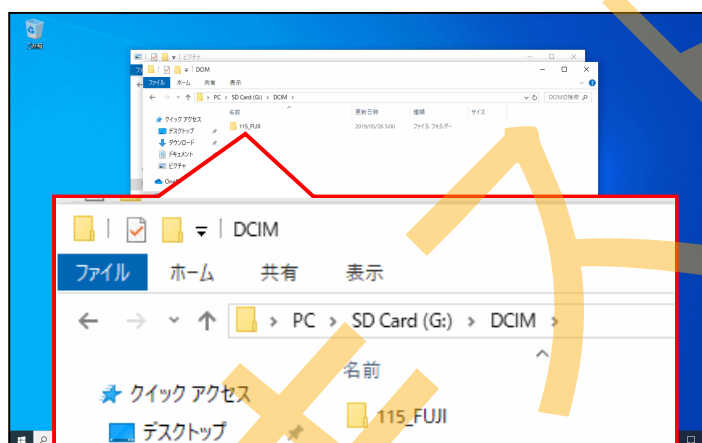 ごみ箱
ピクチャ
DCIM
ファイル ホーム 共有 表示
PC > SD Card (G:) > DCIM >
DCIMの検索
名前 更新日時 種類 サイズ
クイック アクセス
115_FUJI 2019/05/26 5:00 ファイル フォルダー
デスクトップ
ダウンロード
ドキュメント
ピクチャ
DCIM
ファイル ホーム 共有 表示
PC > SD Card (G:) > DCIM >
名前
クイック アクセス
115_FUJI
デスクトップ